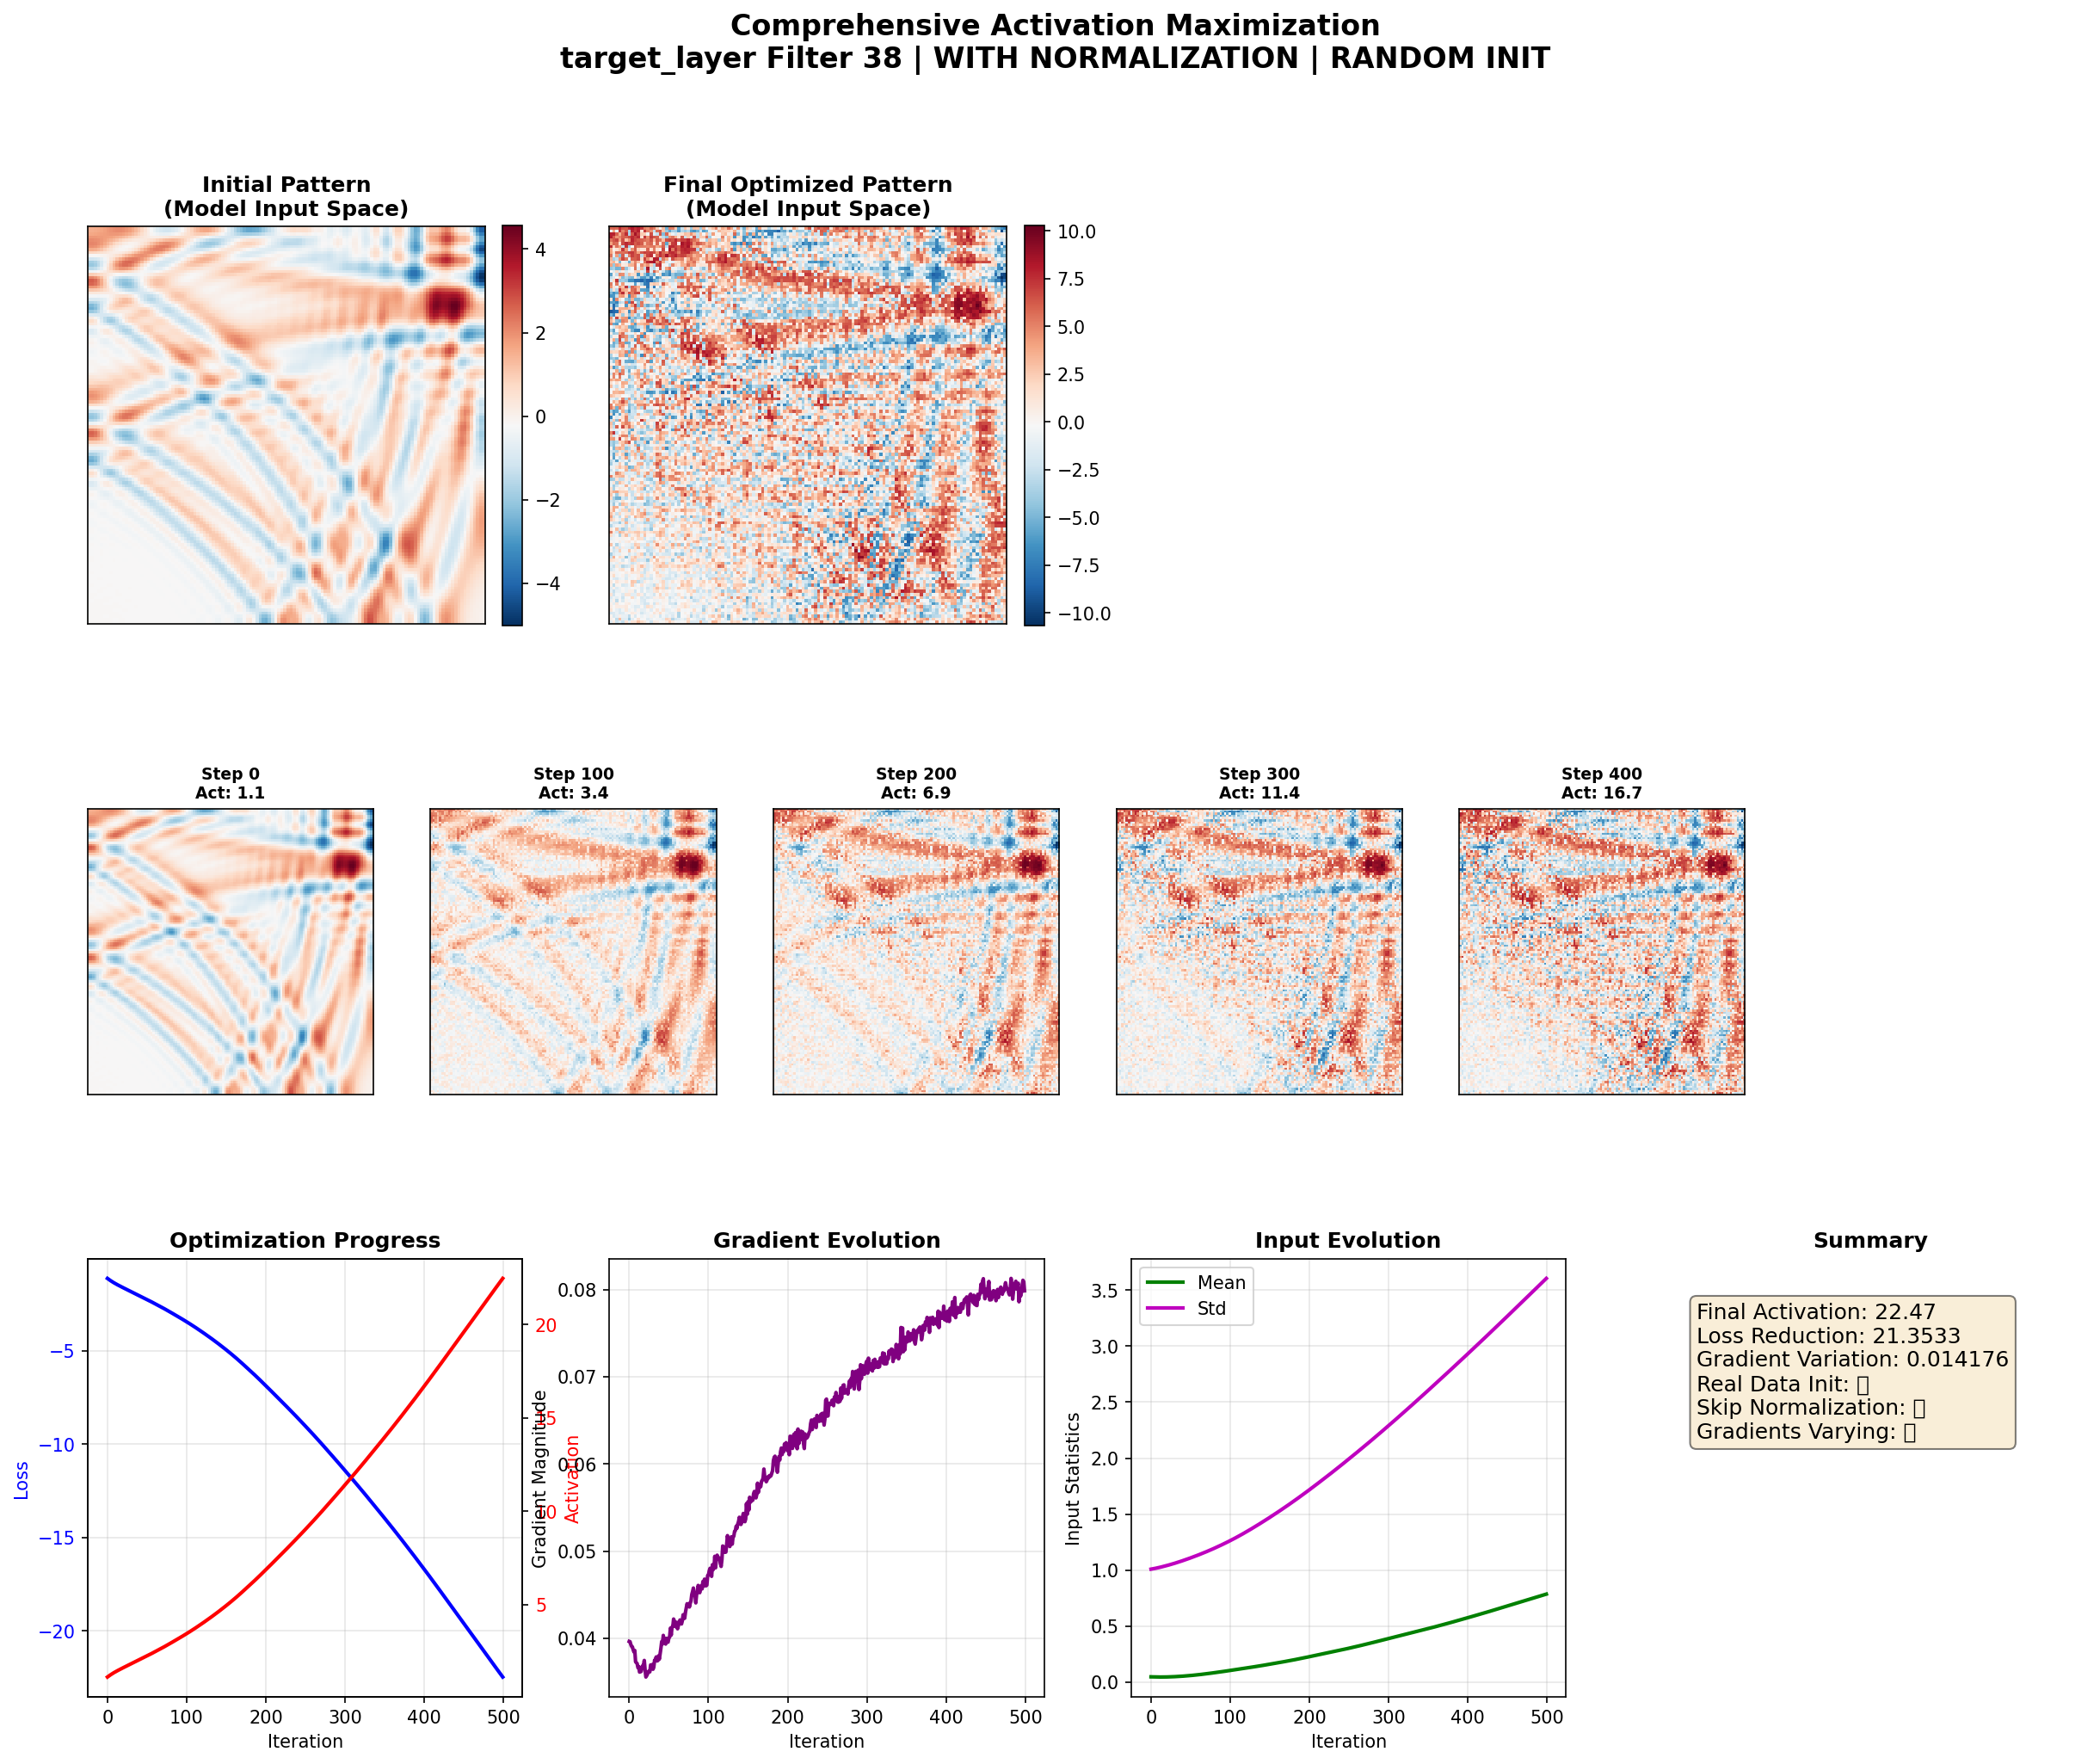 Comprehensive Activation Maximization
target_layer Filter 38 | WITH NORMALIZATION | RANDOM INIT
Initial Pattern
(Model Input Space)
4
2
0
−2
−4
Final Optimized Pattern
(Model Input Space)
10.0
7.5
5.0
2.5
0.0
−2.5
−5.0
−7.5
−10.0
Step 0
Act: 1.1
Step 100
Act: 3.4
Step 200
Act: 6.9
Step 300
Act: 11.4
Step 400
Act: 16.7
Optimization Progress
Loss
−5
−10
−15
−20
0 100 200 300 400 500
Iteration
20
15
10
5
Activation
Gradient Evolution
Gradient Magnitude
0.08
0.07
0.06
0.05
0.04
0 100 200 300 400 500
Iteration
Input Evolution
Mean
Std
Input Statistics
3.5
3.0
2.5
2.0
1.5
1.0
0.5
0.0
0 100 200 300 400 500
Iteration
Summary
Final Activation: 22.47
Loss Reduction: 21.3533
Gradient Variation: 0.014176
Real Data Init:
Skip Normalization:
Gradients Varying: